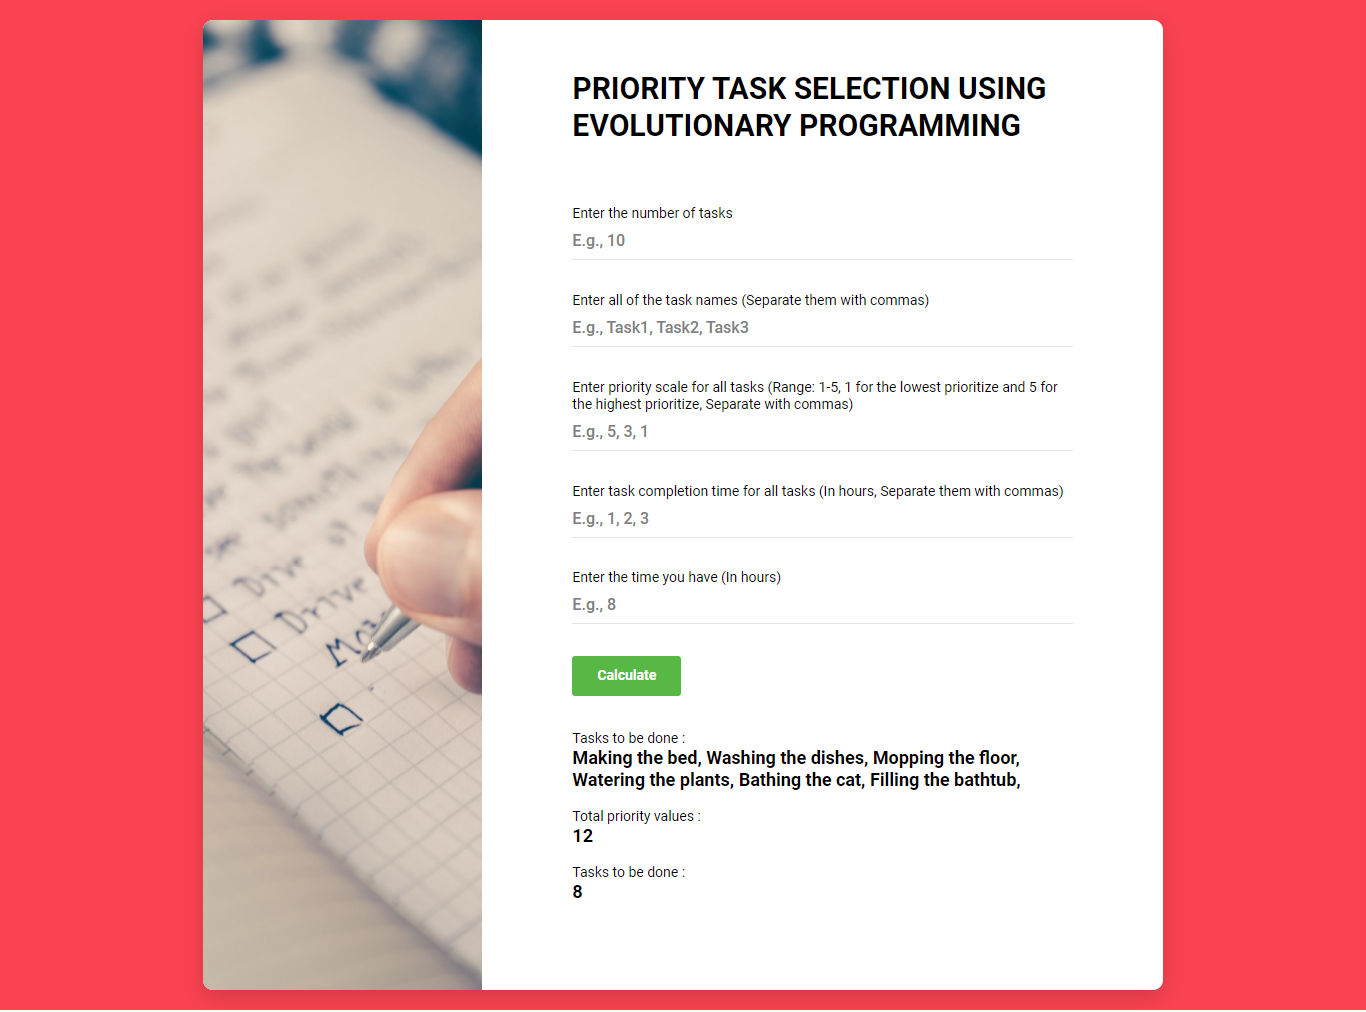 PRIORITY TASK SELECTION USING
EVOLUTIONARY PROGRAMMING
Enter the number of tasks
E.g., 10
Enter all of the task names (Separate them with commas)
E.g., Task1, Task2, Task3
Enter priority scale for all tasks (Range: 1-5, 1 for the lowest prioritize and 5 for
the highest prioritize, Separate with commas)
E.g., 5, 3, 1
Enter task completion time for all tasks (In hours, Separate them with commas)
E.g., 1, 2, 3
Enter the time you have (In hours)
E.g., 8
Calculate
Tasks to be done :
Making the bed, Washing the dishes, Mopping the floor,
Watering the plants, Bathing the cat, Filling the bathtub,
Total priority values :
12
Tasks to be done :
8
Drive
Drive